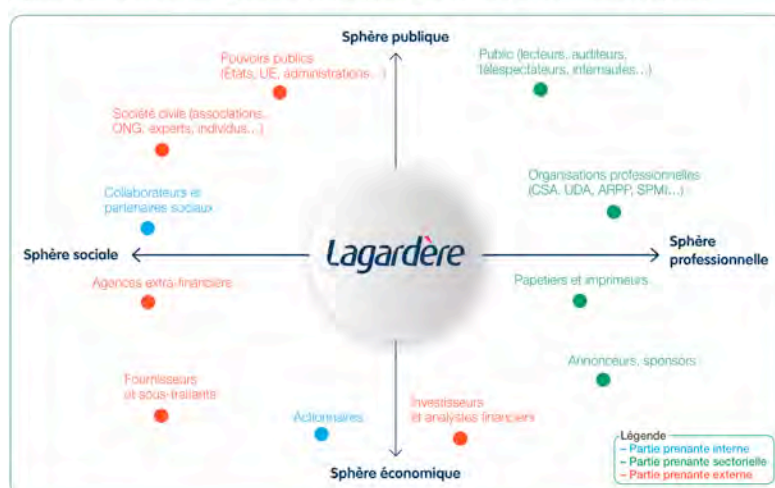 Sphère publique
Pouvoirs publics
(États, UE, administrations…)
Public (lecteurs, auditeurs,
téléspectateurs, internautes…)
Société civile (associations,
ONG, experts, individus…)
Organisations professionnelles
(CSA, UDA, ARPP, SPMI…)
Collaborateurs et
partenaires sociaux
Sphère sociale
Lagardère
Sphère
professionnelle
Agences extra-financière
Papetiers et imprimeurs
Annonceurs, sponsors
Fournisseurs
et sous-traitants
Actionnaires
Investisseurs
et analystes financiers
Sphère économique
Légende
– Partie prenante interne
– Partie prenante sectorielle
– Partie prenante externe